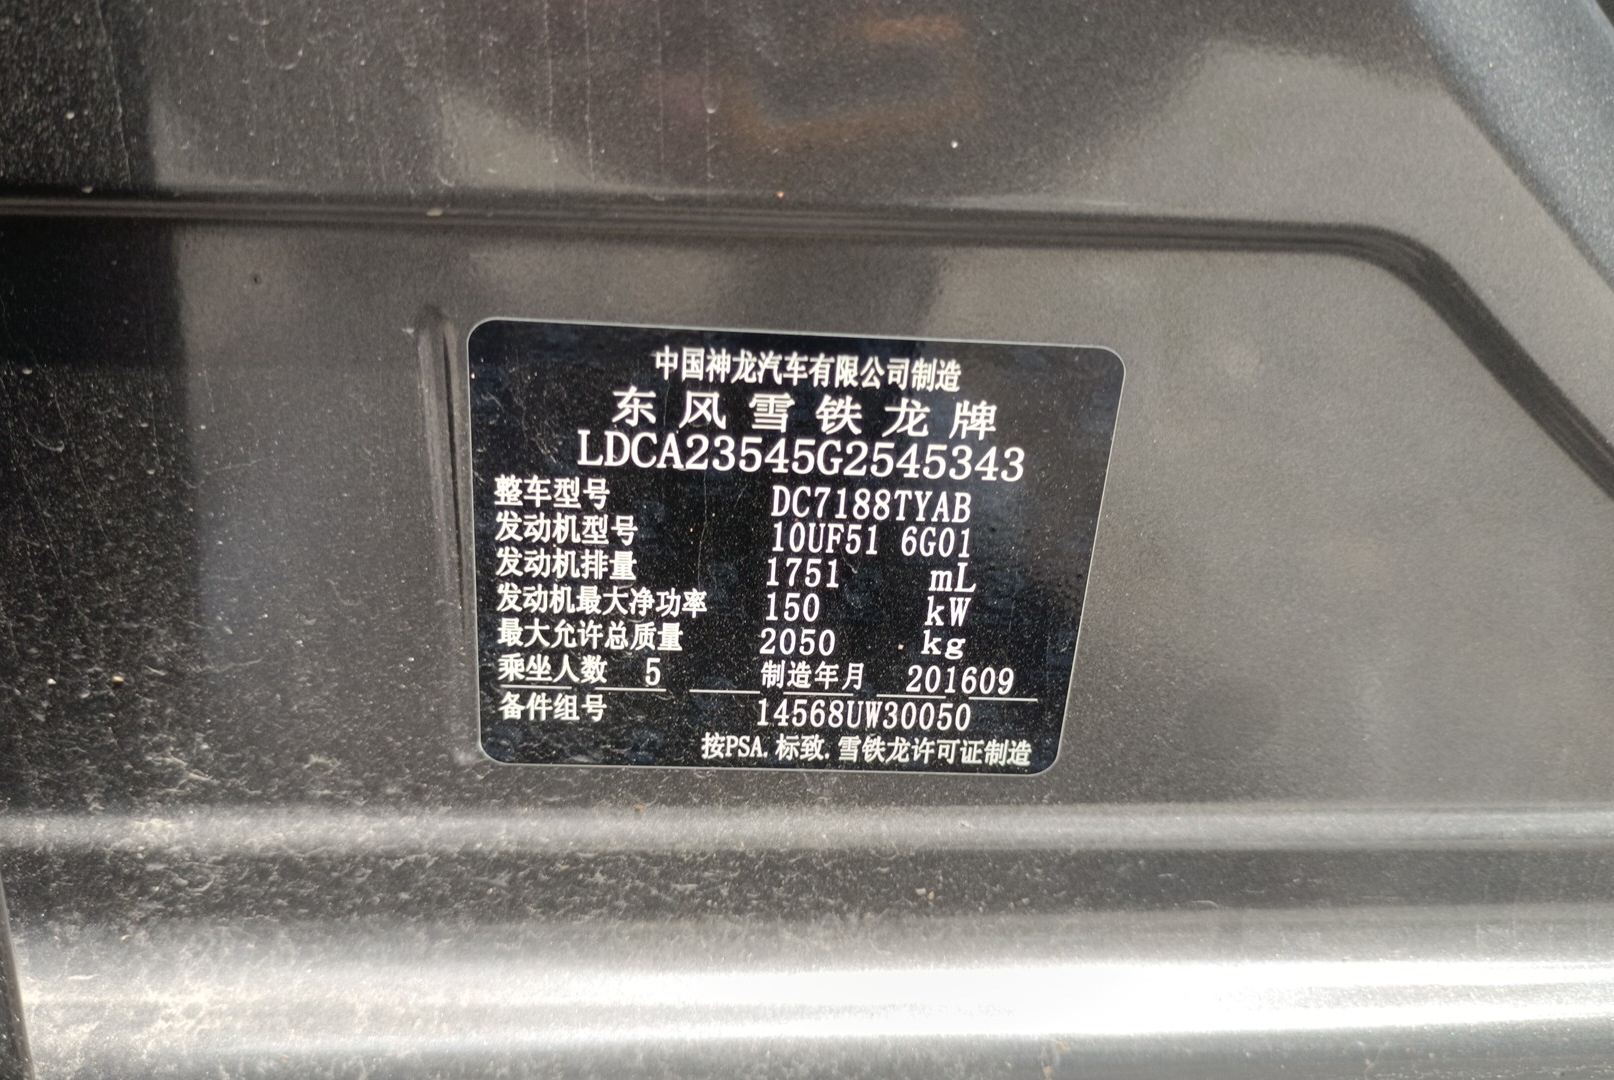 中国神龙汽车有限公司制造
东风雪铁龙牌
LDCA23545G2545343
整车型号 DC7188TYAB
发动机型号 10UF51 6G01
发动机排量 1751 mL
发动机最大净功率 150 kW
最大允许总质量 2050 kg
乘坐人数 5 制造年月 201609
备件组号 14568UW30050
按PSA.标致.雪铁龙许可证制造